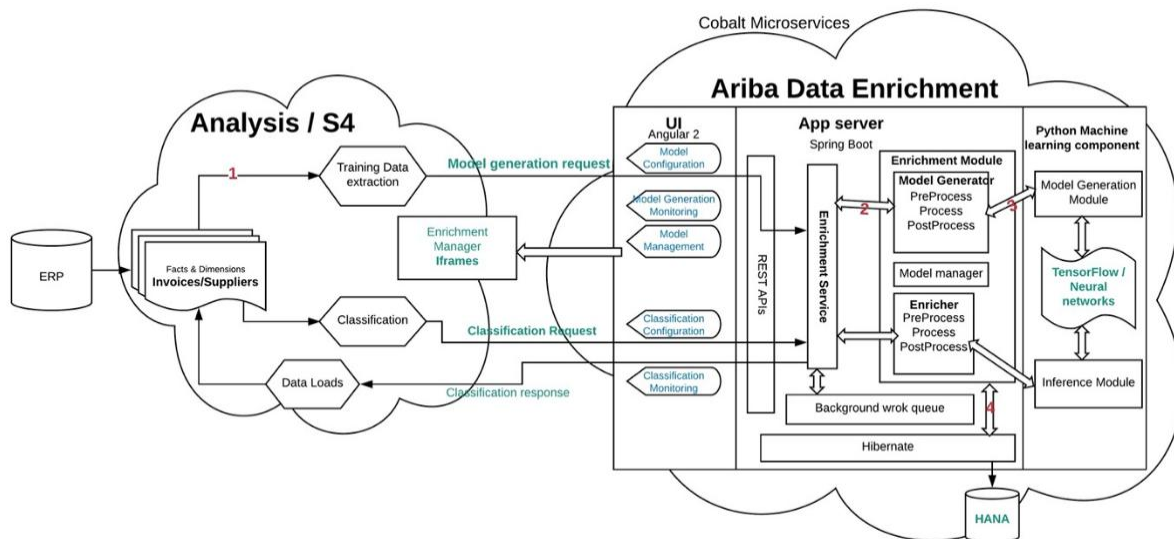 Cobalt Microservices
Ariba Data Enrichment
Analysis / S4
ERP
1
Facts & Dimensions
Invoices/Suppliers
Training Data
extraction
Classification
Data Loads
Enrichment
Manager
Iframes
Model generation request
Classification Request
Classification response
UI
Angular 2
Model
Configuration
Model Generation
Monitoring
Model
Management
Classification
Configuration
Classification
Monitoring
App server
Spring Boot
REST APIs
Enrichment Service
2
Enrichment Module
Model Generator
PreProcess
Process
PostProcess
Model manager
Enricher
PreProcess
Process
PostProcess
Background wrok queue
4
Hibernate
HANA
Python Machine
learning component
3
Model Generation
Module
TensorFlow /
Neural
networks
Inference Module